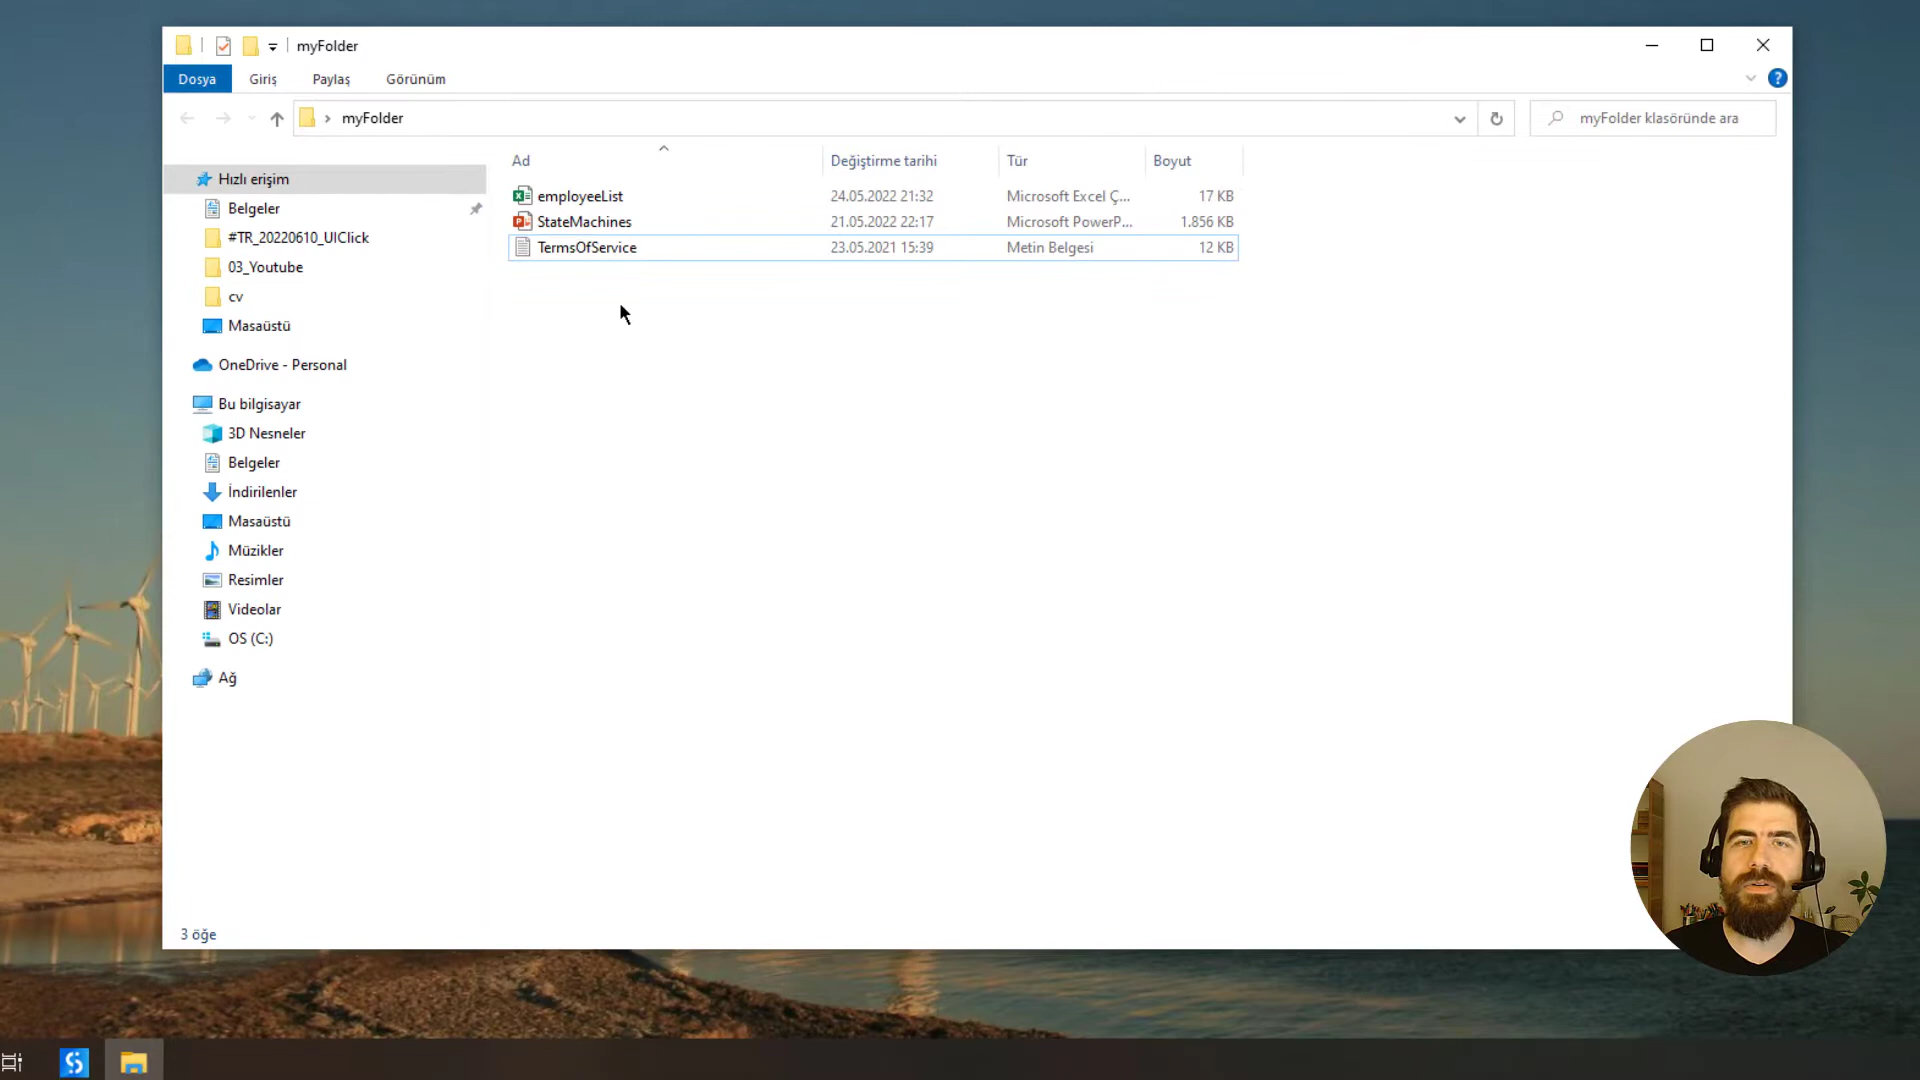 myFolder
Dosya Giriş Paylaş Görünüm
myFolder
myFolder klasöründe ara
Ad Değiştirme tarihi Tür Boyut
employeeList 24.05.2022 21:32 Microsoft Excel Ç... 17 KB
StateMachines 21.05.2022 22:17 Microsoft PowerP... 1.856 KB
TermsOfService 23.05.2021 15:39 Metin Belgesi 12 KB
Hızlı erişim
Belgeler
#TR_20220610_UIClick
03_Youtube
cv
Masaüstü
OneDrive - Personal
Bu bilgisayar
3D Nesneler
Belgeler
İndirilenler
Masaüstü
Müzikler
Resimler
Videolar
OS (C:)
Ağ
3 öğe